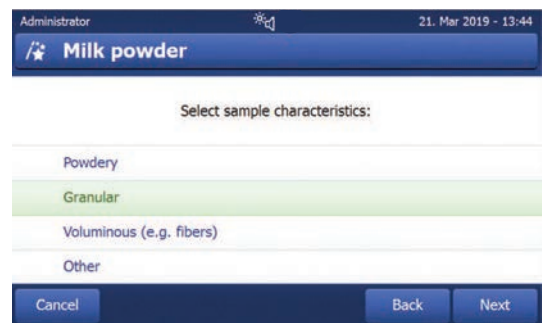 Administrator 21. Mar 2019 - 13:44
Milk powder
Select sample characteristics:
Powdery
Granular
Voluminous (e.g. fibers)
Other
Cancel Back Next